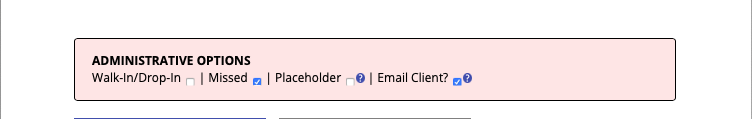 ADMINISTRATIVE OPTIONS
Walk-In/Drop-In | Missed | Placeholder ? | Email Client? ?